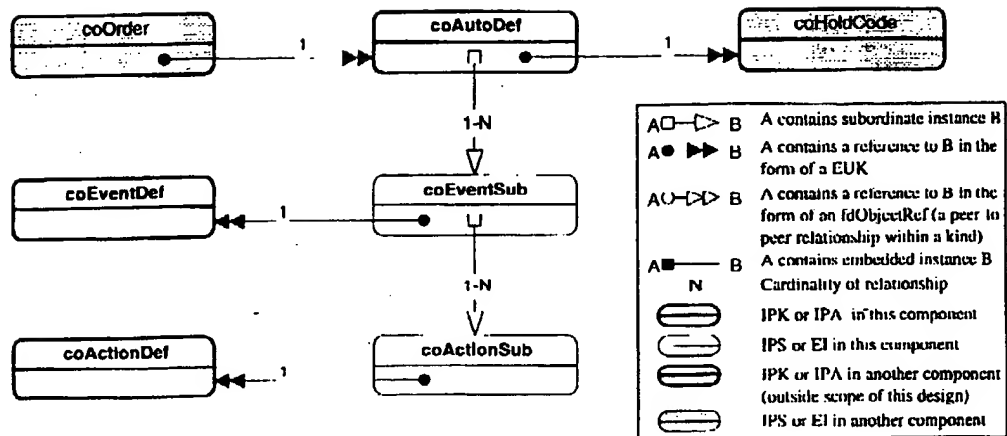 coOrder
1
coAutoDef
1
coHoldCode
1-N
coEventDef
1
coEventSub
1-N
coActionDef
1
coActionSub
A B A contains subordinate instance B
A B A contains a reference to B in the
form of a EUK
A B A contains a reference to B in the
form of an fdObjectRef (a peer to
peer relationship within a kind)
A B A contains embedded instance B
N Cardinality of relationship
IPK or IPA in this component
IPS or EI in this component
IPK or IPA in another component
(outside scope of this design)
IPS or EI in another component